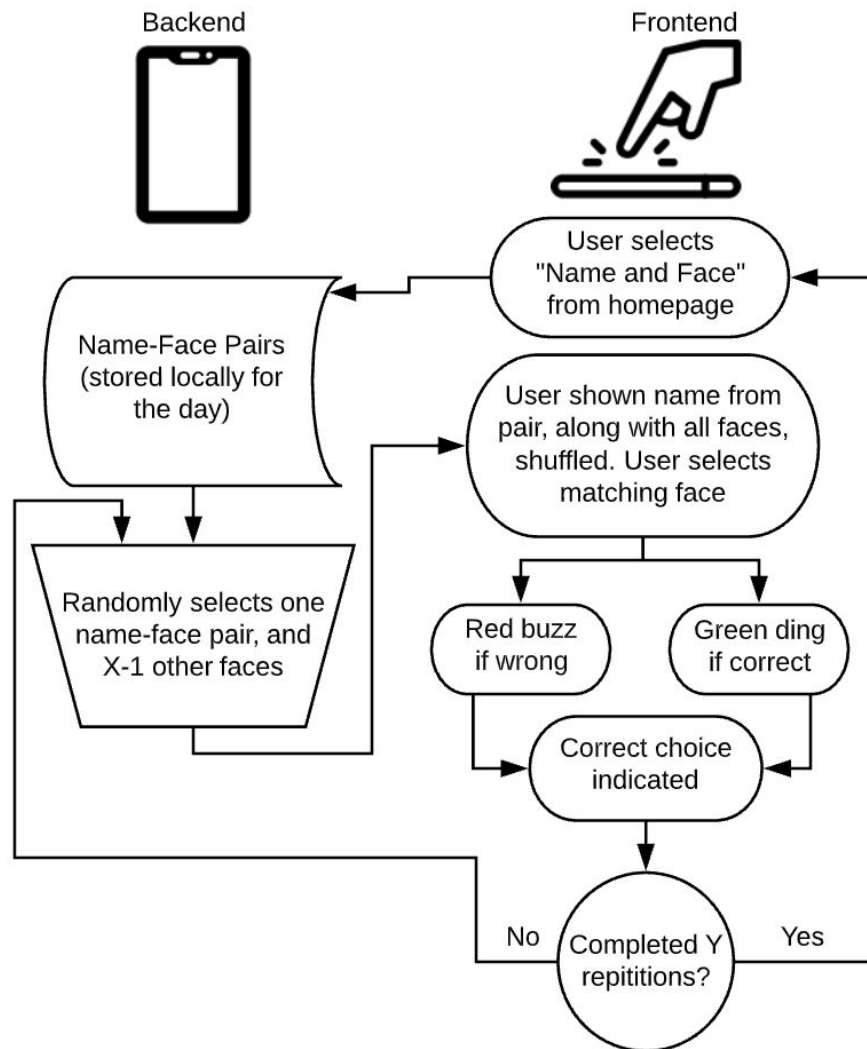 Backend
Frontend
User selects
"Name and Face"
from homepage
Name-Face Pairs
(stored locally for
the day)
User shown name from
pair, along with all faces,
shuffled. User selects
matching face
Randomly selects one
name-face pair, and
X-1 other faces
Red buzz
if wrong
Green ding
if correct
Correct choice
indicated
No
Completed Y
repititions?
Yes